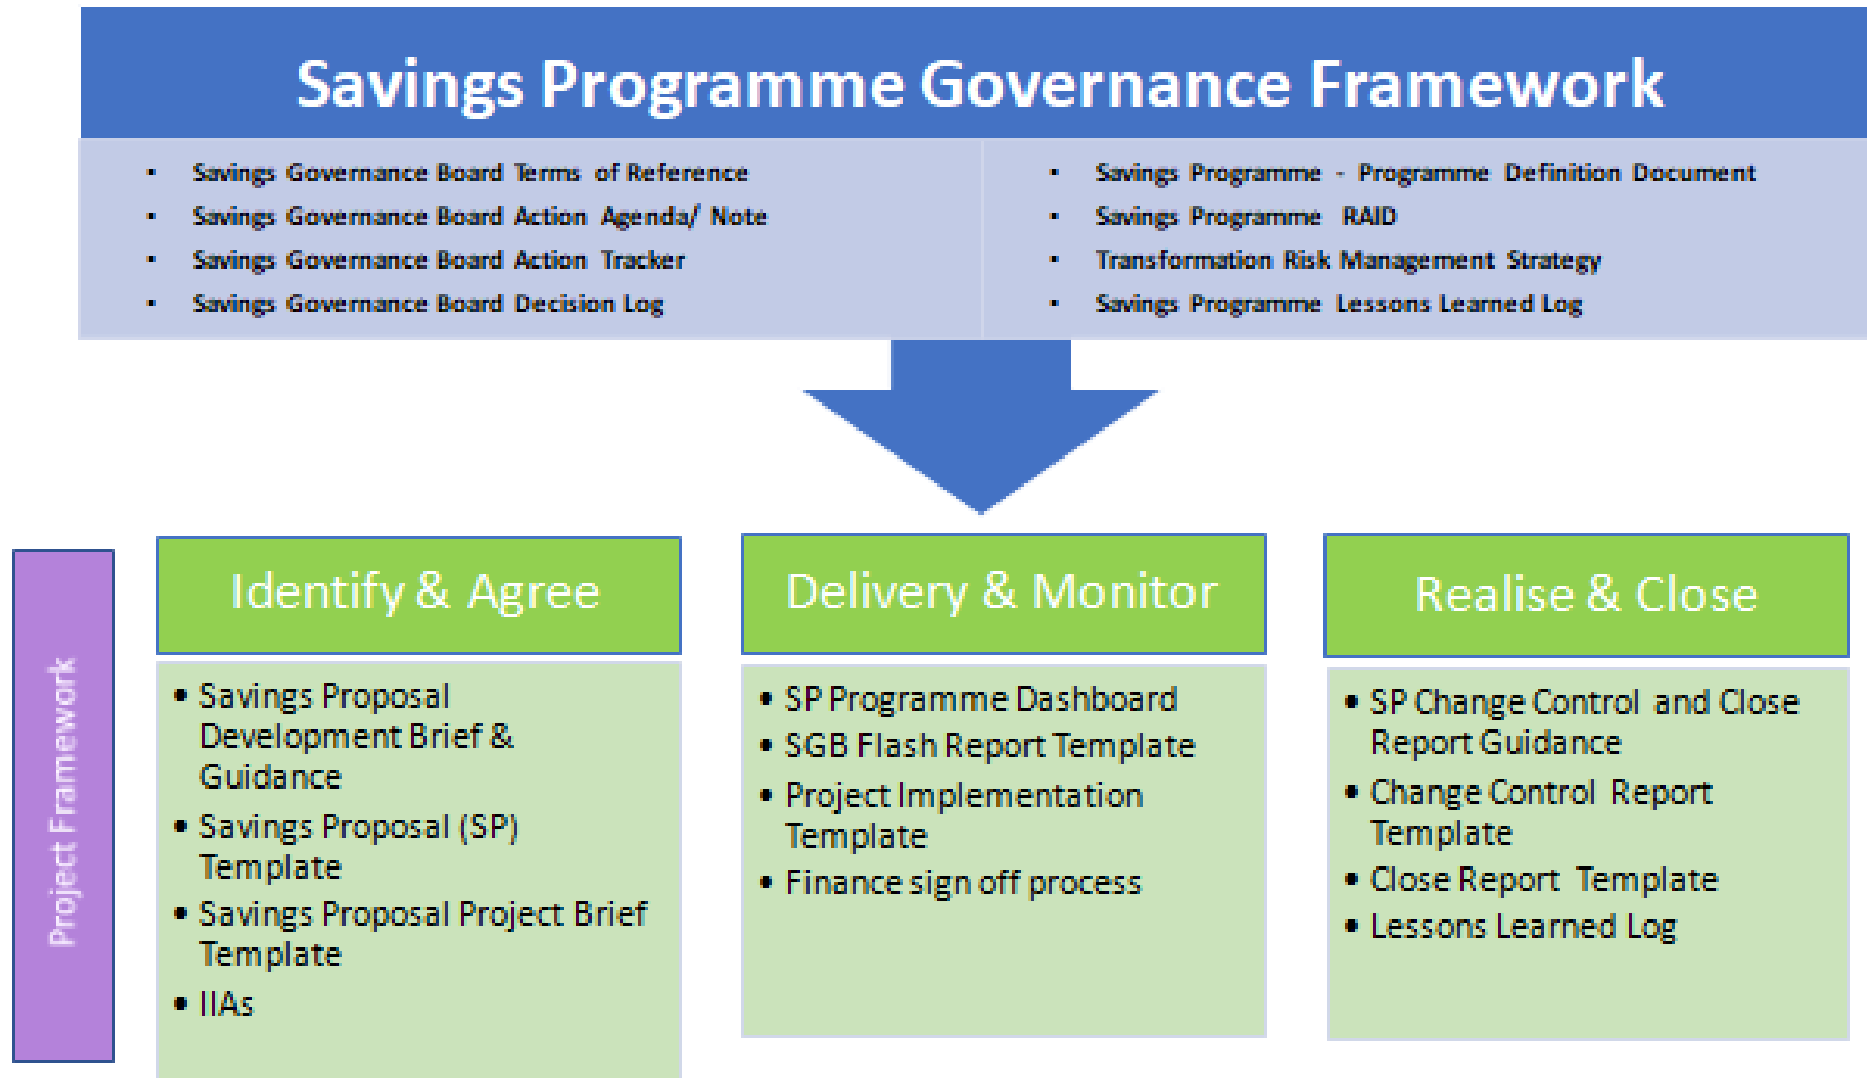 Savings Programme Governance Framework
▪ Savings Governance Board Terms of Reference
▪ Savings Governance Board Action Agenda/ Note
▪ Savings Governance Board Action Tracker
▪ Savings Governance Board Decision Log
▪ Savings Programme - Programme Definition Document
▪ Savings Programme RAID
▪ Transformation Risk Management Strategy
▪ Savings Programme Lessons Learned Log
Project Framework
Identify & Agree
• Savings Proposal
Development Brief &
Guidance
• Savings Proposal (SP)
Template
• Savings Proposal Project Brief
Template
• IIAs
Delivery & Monitor
• SP Programme Dashboard
• SGB Flash Report Template
• Project Implementation
Template
• Finance sign off process
Realise & Close
• SP Change Control and Close
Report Guidance
• Change Control Report
Template
• Close Report Template
• Lessons Learned Log